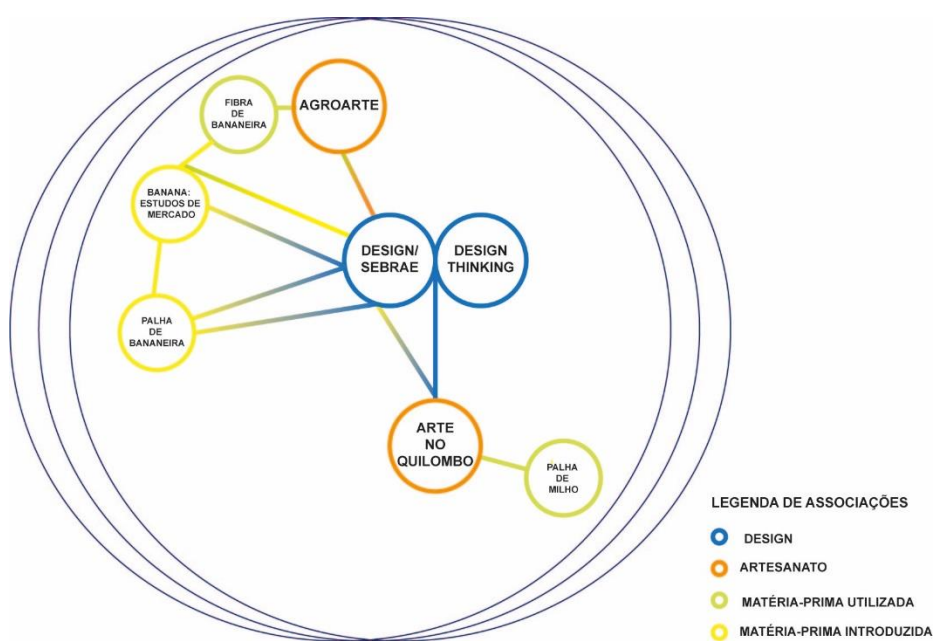 FIBRA
DE
BANANEIRA
AGROARTE
BANANA:
ESTUDOS DE
MERCADO
DESIGN/
SEBRAE
DESIGN
THINKING
PALHA
DE
BANANEIRA
ARTE
NO
QUILOMBO
PALHA
DE
MILHO
LEGENDA DE ASSOCIAÇÕES
DESIGN
ARTESANATO
MATÉRIA-PRIMA UTILIZADA
MATÉRIA-PRIMA INTRODUZIDA